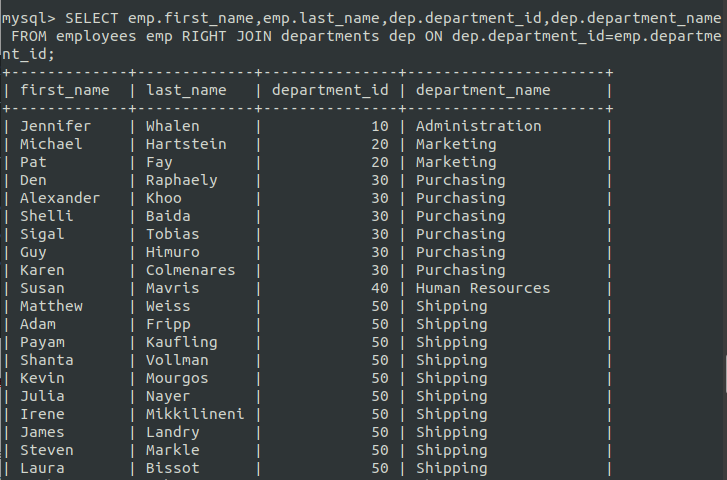 mysql> SELECT emp.first_name,emp.last_name,dep.department_id,dep.department_name
FROM employees emp RIGHT JOIN departments dep ON dep.department_id=emp.departme
nt_id;
+-------------+-------------+---------------+----------------------+
| first_name  | last_name   | department_id | department_name      |
+-------------+-------------+---------------+----------------------+
| Jennifer    | Whalen      |            10 | Administration       |
| Michael     | Hartstein   |            20 | Marketing            |
| Pat         | Fay         |            20 | Marketing            |
| Den         | Raphaely    |            30 | Purchasing           |
| Alexander   | Khoo        |            30 | Purchasing           |
| Shelli      | Baida       |            30 | Purchasing           |
| Sigal       | Tobias      |            30 | Purchasing           |
| Guy         | Himuro      |            30 | Purchasing           |
| Karen       | Colmenares  |            30 | Purchasing           |
| Susan       | Mavris      |            40 | Human Resources      |
| Matthew     | Weiss       |            50 | Shipping             |
| Adam        | Fripp       |            50 | Shipping             |
| Payam       | Kaufling    |            50 | Shipping             |
| Shanta      | Vollman     |            50 | Shipping             |
| Kevin       | Mourgos     |            50 | Shipping             |
| Julia       | Nayer       |            50 | Shipping             |
| Irene       | Mikkilineni |            50 | Shipping             |
| James       | Landry      |            50 | Shipping             |
| Steven      | Markle      |            50 | Shipping             |
| Laura       | Bissot      |            50 | Shipping             |